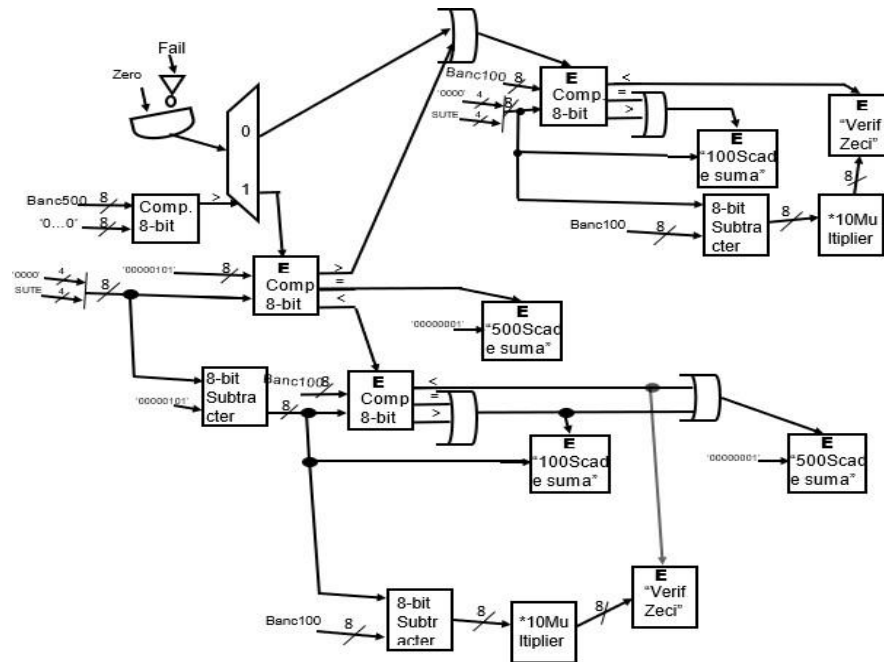 Fail
Zero
0
1
Banc500
8
'0...0'
8
Comp.
8-bit
>
Banc100
8
'0000'
4
SUTE
4
8
E
Comp.
8-bit
<
=
>
E
"100Scad
e suma"
E
"Verif
Zeci"
8
Banc100
8
8-bit
Subtra
cter
8
*10Mu
ltiplier
'0000'
4
SUTE
4
8
'00000101'
8
E
Comp
8-bit
>
=
<
'00000001'
E
"500Scad
e suma"
8-bit
Subtra
cter
'00000101'
8
Banc100
8
E
Comp
8-bit
<
=
>
E
"100Scad
e suma"
'00000001'
E
"500Scad
e suma"
Banc100
8
8-bit
Subtr
acter
8
*10Mu
ltiplier
8
E
"Verif
Zeci"